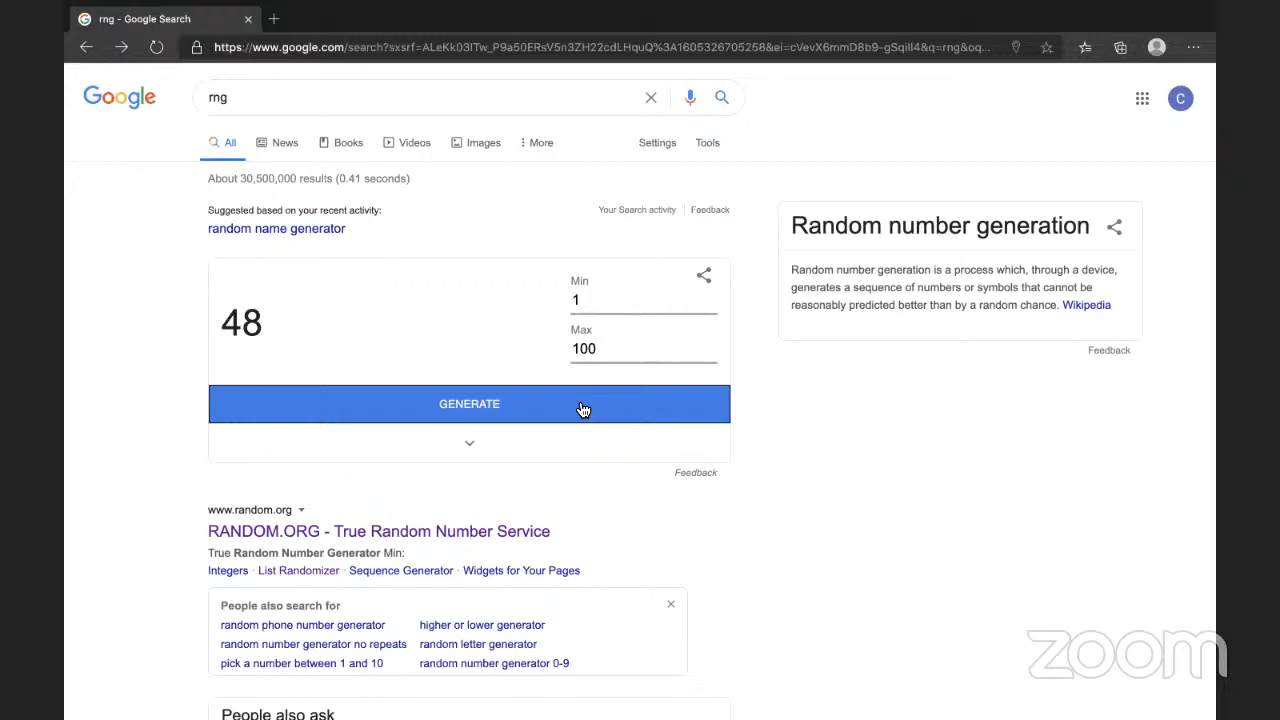 rng - Google Search
https://www.google.com/search?sxsrf=ALeKk03ITw_P9a50ERsV5n3ZH22cdLHquQ%3A1605326705258&ei=cVevX6mmD8b9-gSqiIl4&q=rng&oq...
Google
rng
C
All News Books Videos Images More Settings Tools
About 30,500,000 results (0.41 seconds)
Suggested based on your recent activity:
Your Search activity Feedback
random name generator
48
Min
1
Max
100
GENERATE
Feedback
Random number generation
Random number generation is a process which, through a device,
generates a sequence of numbers or symbols that cannot be
reasonably predicted better than by a random chance. Wikipedia
Feedback
www.random.org
RANDOM.ORG - True Random Number Service
True Random Number Generator Min:
Integers · List Randomizer · Sequence Generator · Widgets for Your Pages
People also search for
random phone number generator higher or lower generator
random number generator no repeats random letter generator
pick a number between 1 and 10 random number generator 0-9
People also ask
zoom